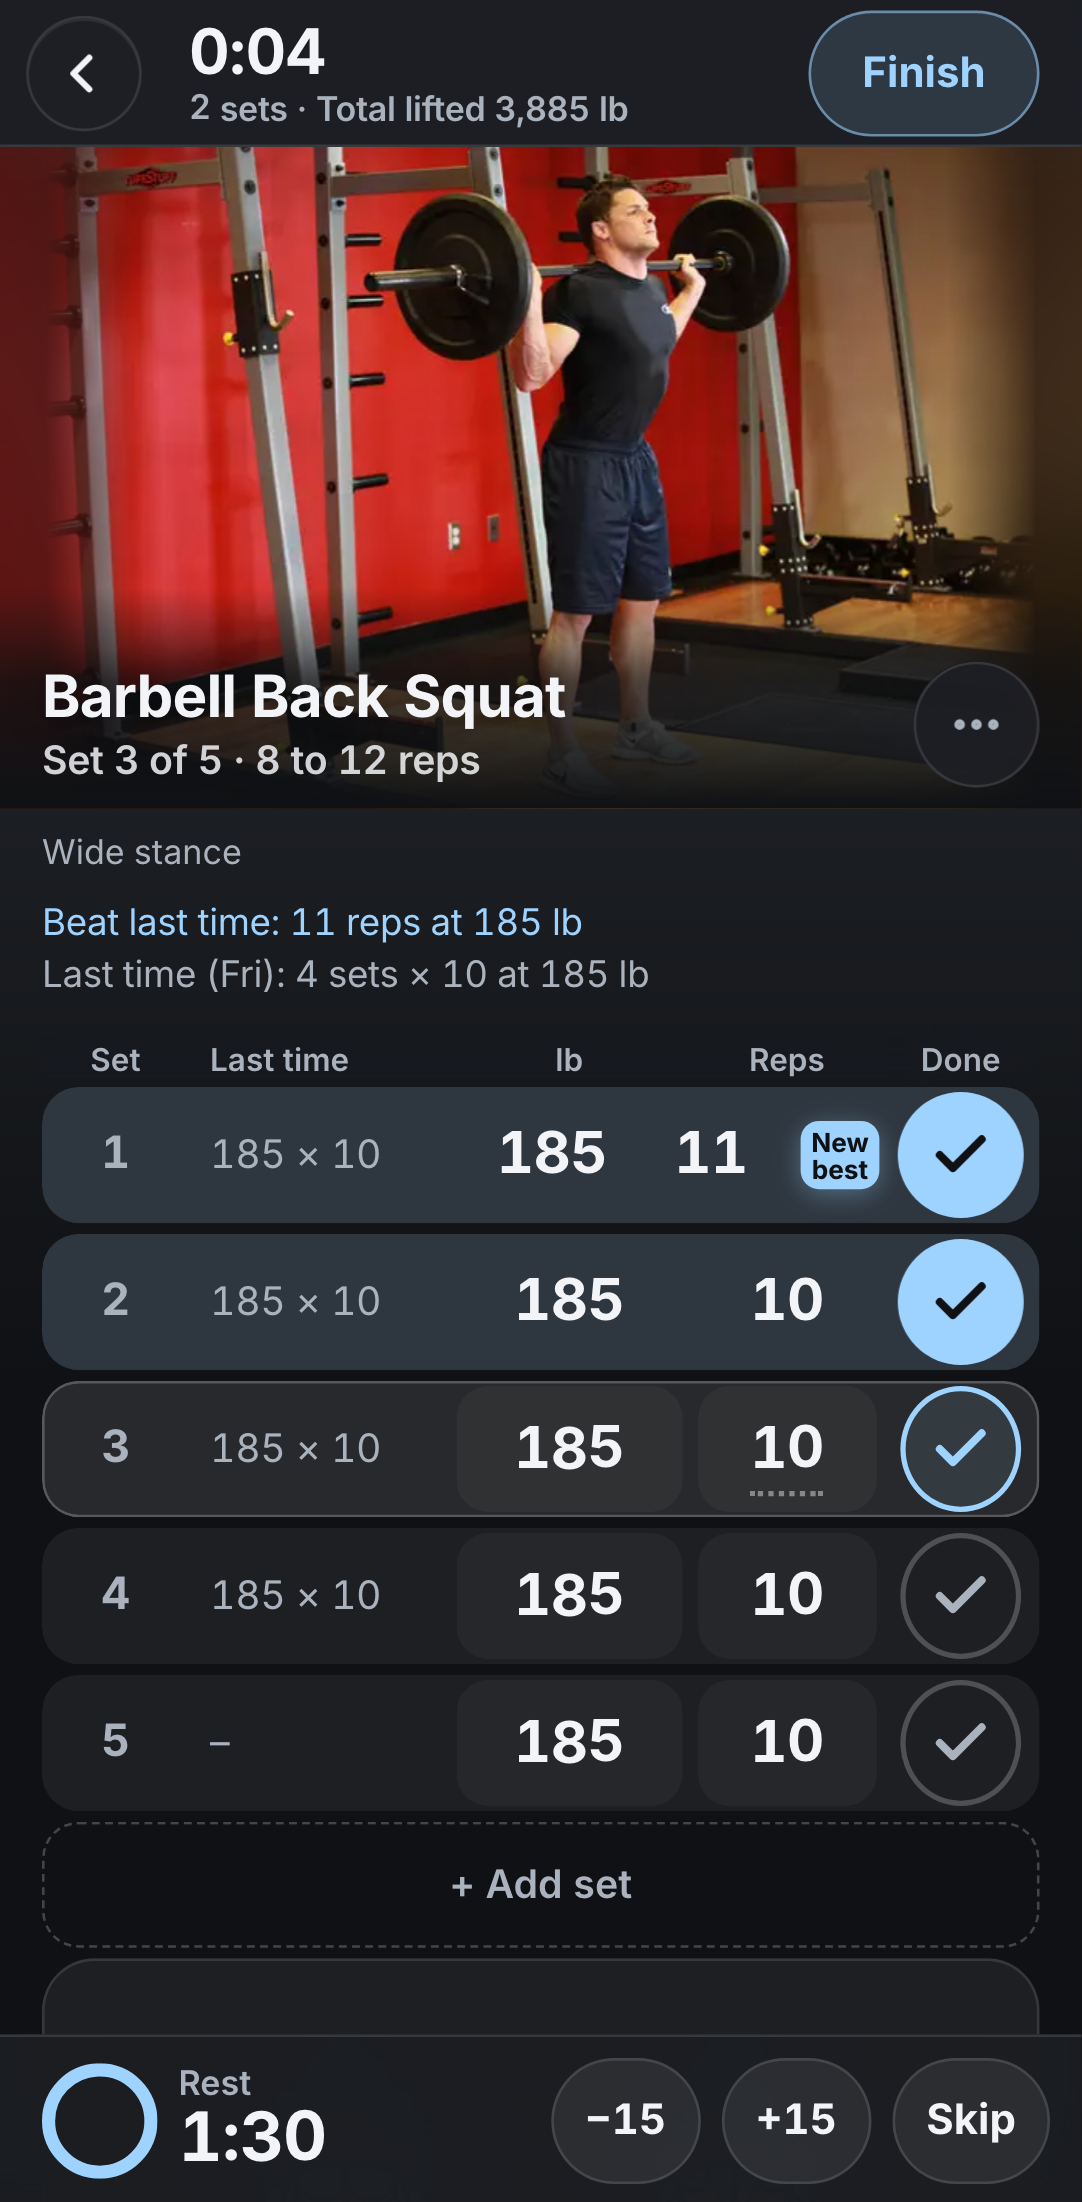 0:04
2 sets · Total lifted 3,885 lb
Finish
Barbell Back Squat
Set 3 of 5 · 8 to 12 reps
Wide stance
Beat last time: 11 reps at 185 lb
Last time (Fri): 4 sets × 10 at 185 lb
Set Last time lb Reps Done
1 185 × 10 185 11 New best
2 185 × 10 185 10
3 185 × 10 185 10
4 185 × 10 185 10
5 – 185 10
+ Add set
Rest
1:30
−15 +15 Skip